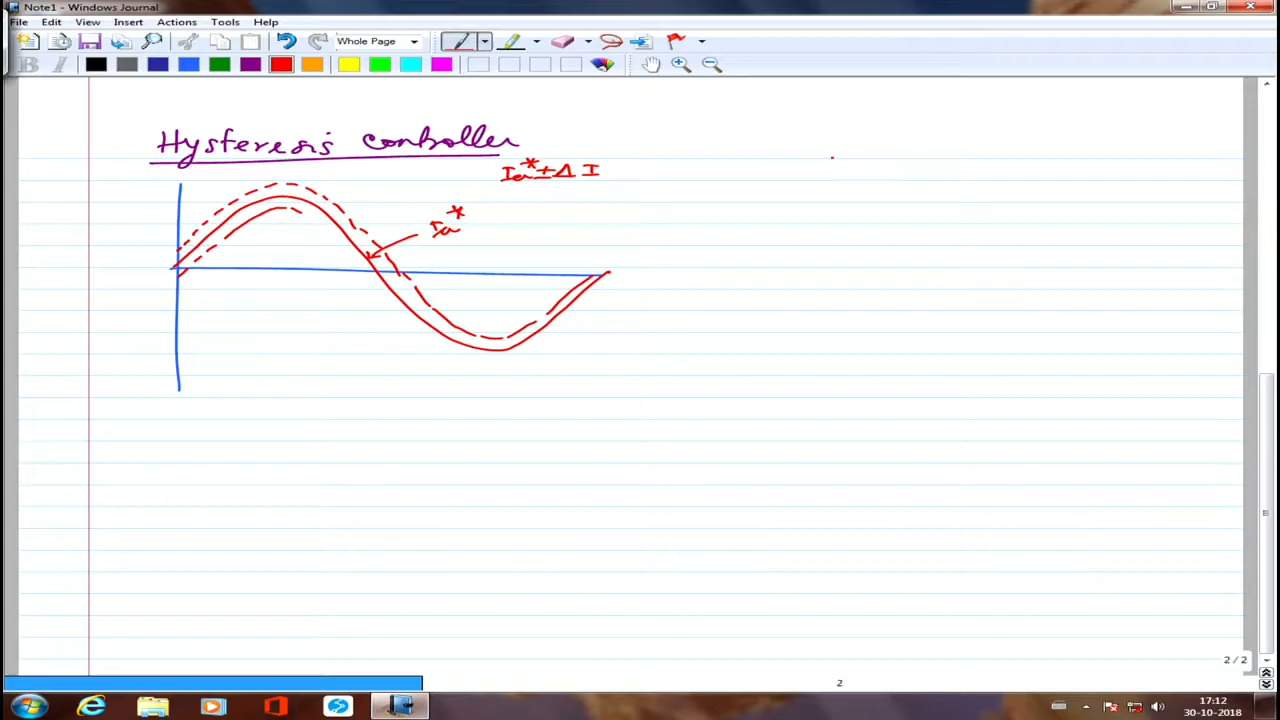 Note1 - Windows Journal
File Edit View Insert Actions Tools Help
Whole Page
B I
Hysteresis controller
Ia* ± Δ I
Ia*
2 / 2
2
17:12
30-10-2018